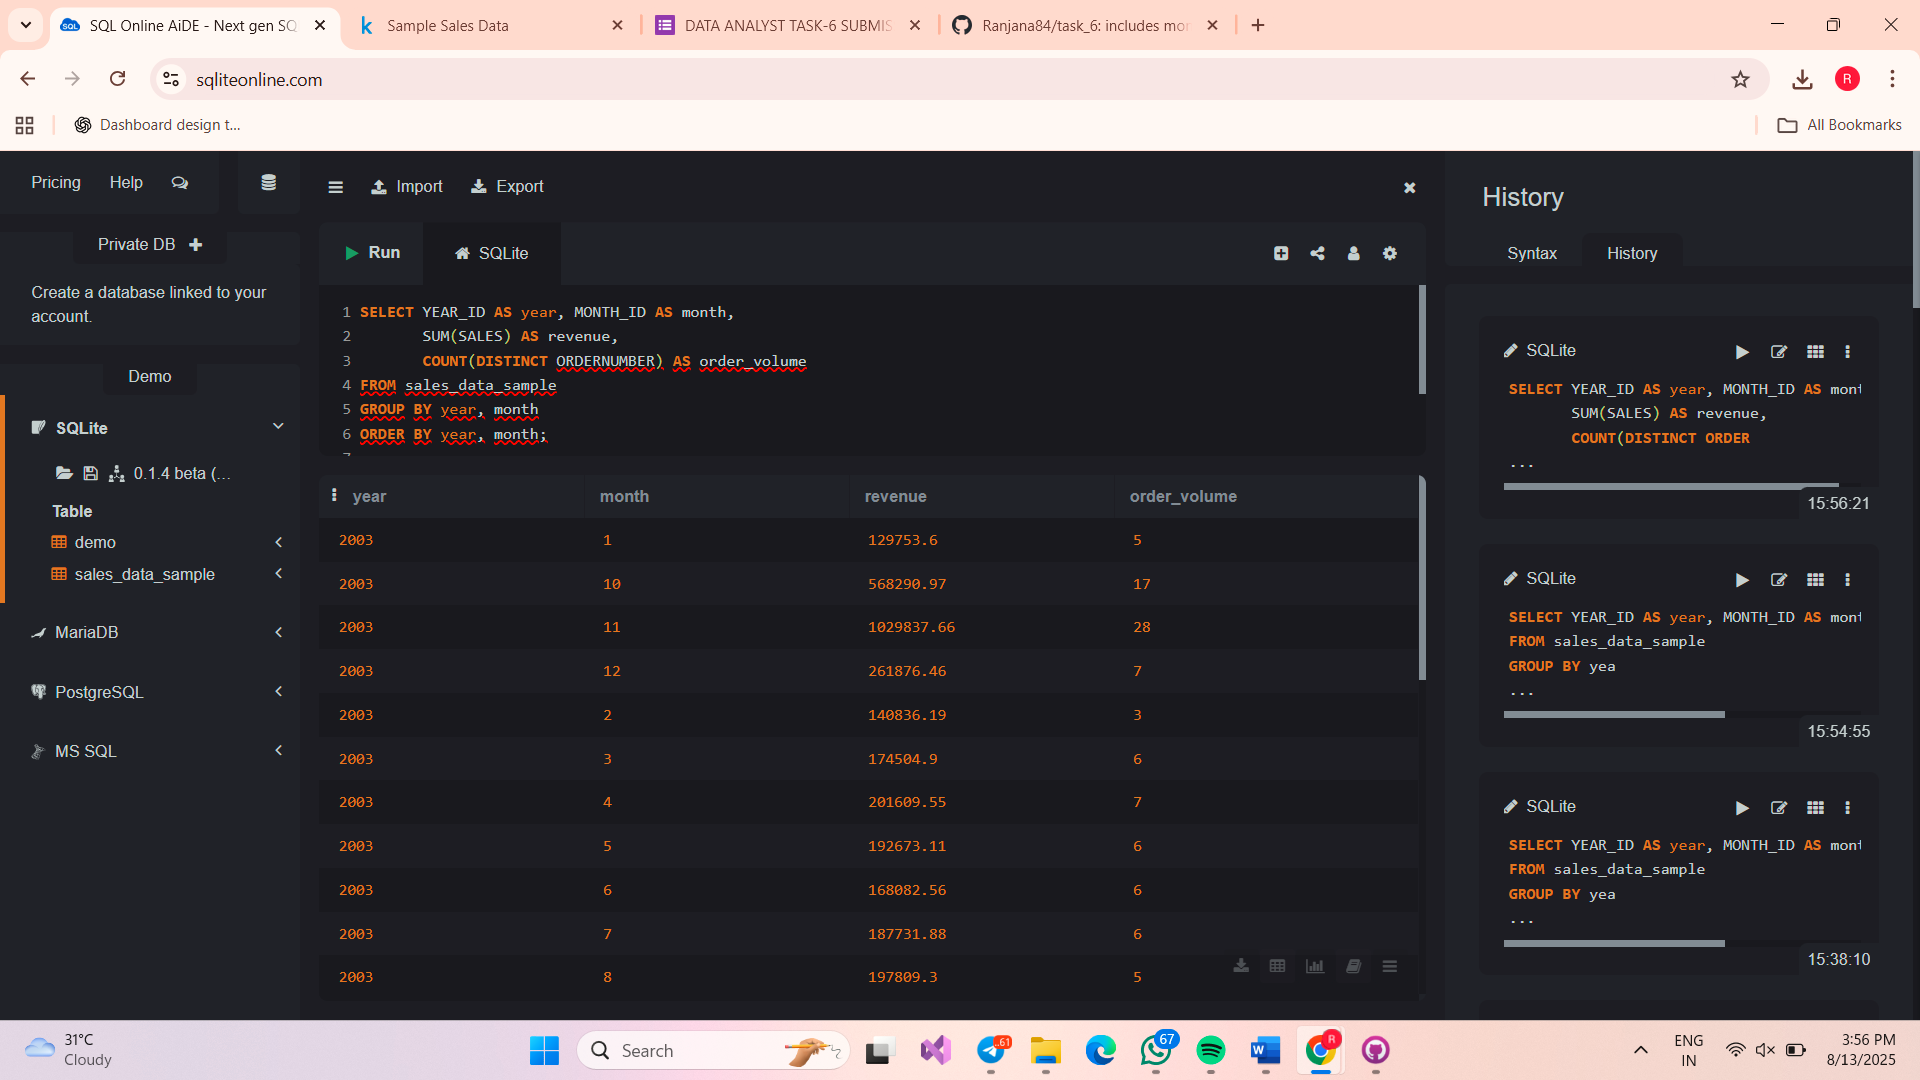 SQL Online AiDE - Next gen SQ
Sample Sales Data
DATA ANALYST TASK-6 SUBMIS
Ranjana84/task_6: includes mon
sqliteonline.com
R
Dashboard design t...
All Bookmarks
Pricing
Help
Import
Export
Private DB
Create a database linked to your
account.
Demo
SQLite
0.1.4 beta (...
Table
demo
sales_data_sample
MariaDB
PostgreSQL
MS SQL
Run
SQLite
1 SELECT YEAR_ID AS year, MONTH_ID AS month,
2 SUM(SALES) AS revenue,
3 COUNT(DISTINCT ORDERNUMBER) AS order_volume
4 FROM sales_data_sample
5 GROUP BY year, month
6 ORDER BY year, month;
year month revenue order_volume
2003 1 129753.6 5
2003 10 568290.97 17
2003 11 1029837.66 28
2003 12 261876.46 7
2003 2 140836.19 3
2003 3 174504.9 6
2003 4 201609.55 7
2003 5 192673.11 6
2003 6 168082.56 6
2003 7 187731.88 6
2003 8 197809.3 5
History
Syntax
History
SQLite
SELECT YEAR_ID AS year, MONTH_ID AS mont
SUM(SALES) AS revenue,
COUNT(DISTINCT ORDER
...
15:56:21
SQLite
SELECT YEAR_ID AS year, MONTH_ID AS mont
FROM sales_data_sample
GROUP BY yea
...
15:54:55
SQLite
SELECT YEAR_ID AS year, MONTH_ID AS mont
FROM sales_data_sample
GROUP BY yea
...
15:38:10
31°C
Cloudy
Search
..61
67
R
ENG
IN
3:56 PM
8/13/2025